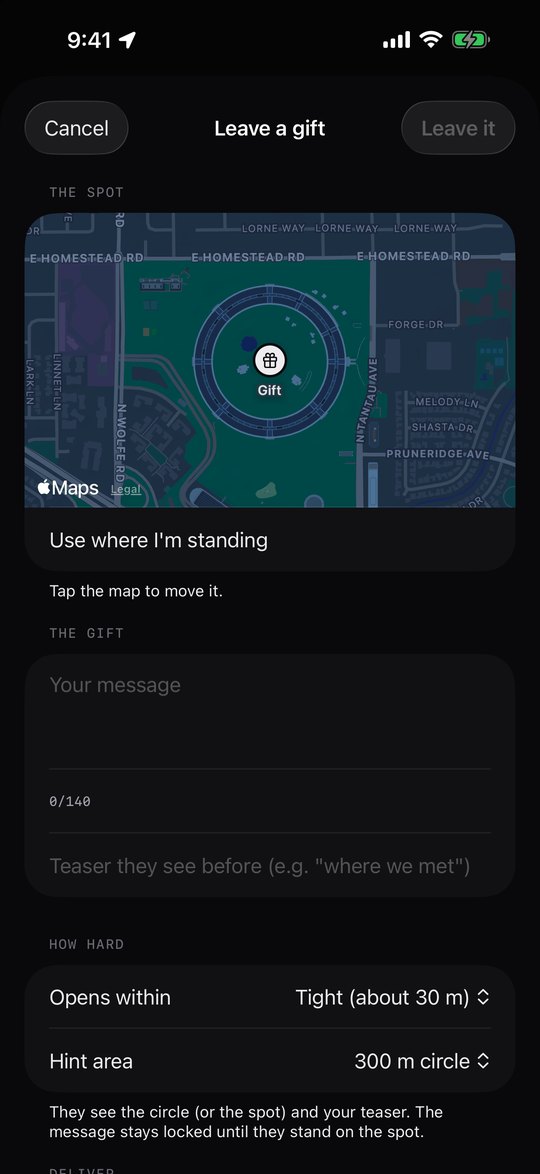 9:41
Cancel
Leave a gift
Leave it
THE SPOT
RD
DR
LORNE WAY
LORNE WAY
LORNE WAY
E HOMESTEAD RD
E HOMESTEAD RD
E HOMESTEAD RD
FORGE DR
LARK LN
LINNET LN
N WOLFE RD
Gift
N TANTAU AVE
MELODY LN
SHASTA DR
PRUNERIDGE AVE
DR
Maps
Legal
Use where I'm standing
Tap the map to move it.
THE GIFT
Your message
0/140
Teaser they see before (e.g. "where we met")
HOW HARD
Opens within
Tight (about 30 m)
Hint area
300 m circle
They see the circle (or the spot) and your teaser. The
message stays locked until they stand on the spot.
DELIVER